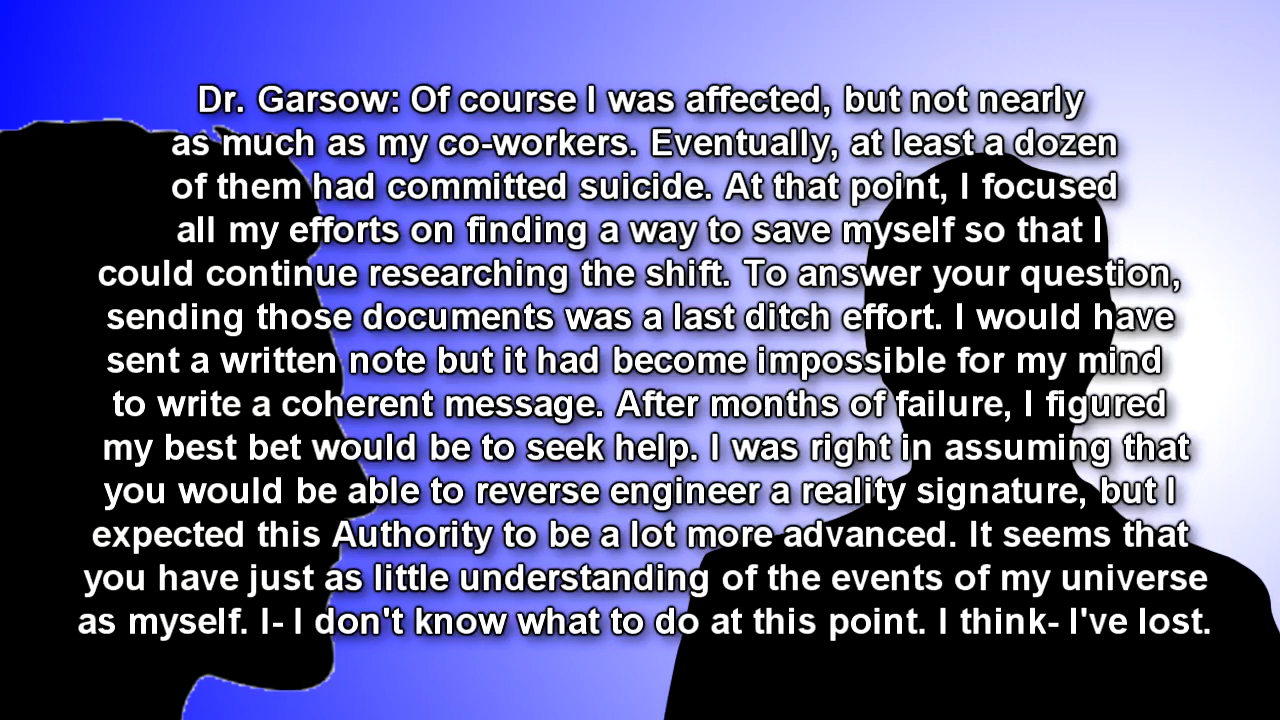 Dr. Garsow: Of course I was affected, but not nearly
as much as my co-workers. Eventually, at least a dozen
of them had committed suicide. At that point, I focused
all my efforts on finding a way to save myself so that I
could continue researching the shift. To answer your question,
sending those documents was a last ditch effort. I would have
sent a written note but it had become impossible for my mind
to write a coherent message. After months of failure, I figured
my best bet would be to seek help. I was right in assuming that
you would be able to reverse engineer a reality signature, but I
expected this Authority to be a lot more advanced. It seems that
you have just as little understanding of the events of my universe
as myself. I- I don't know what to do at this point. I think- I've lost.